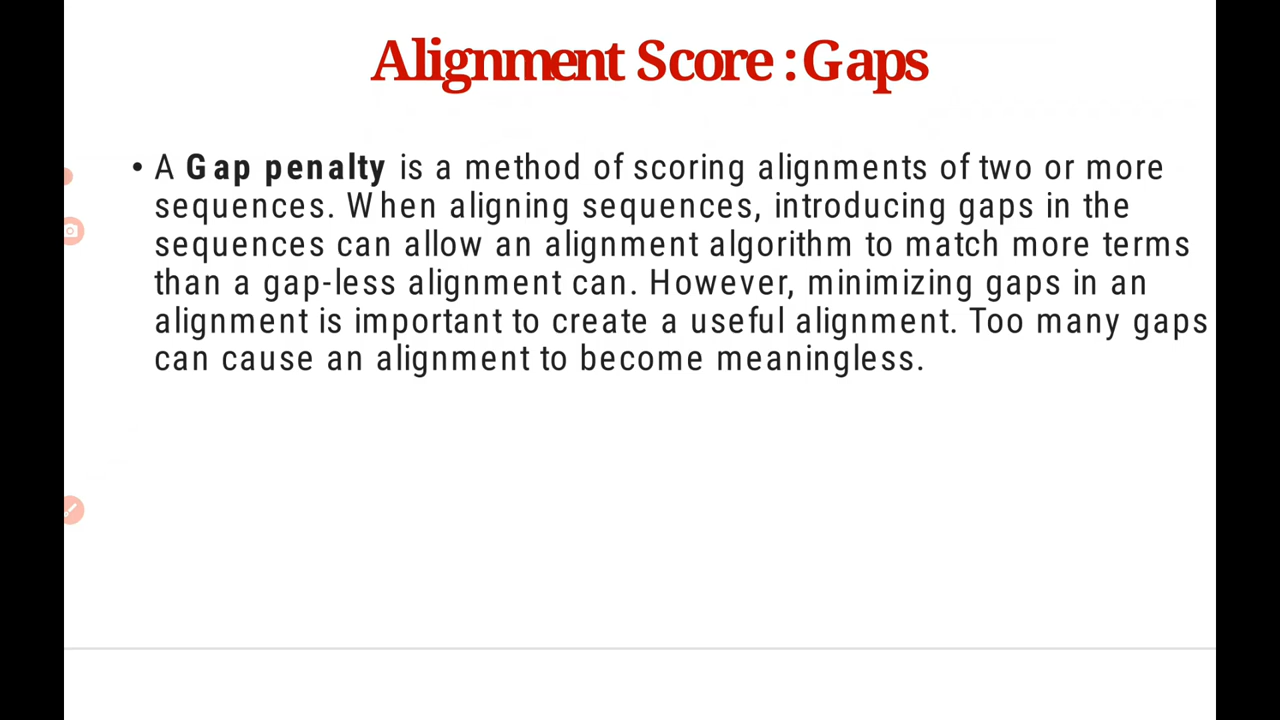 Alignment Score : Gaps
• A Gap penalty is a method of scoring alignments of two or more
sequences. When aligning sequences, introducing gaps in the
sequences can allow an alignment algorithm to match more terms
than a gap-less alignment can. However, minimizing gaps in an
alignment is important to create a useful alignment. Too many gaps
can cause an alignment to become meaningless.